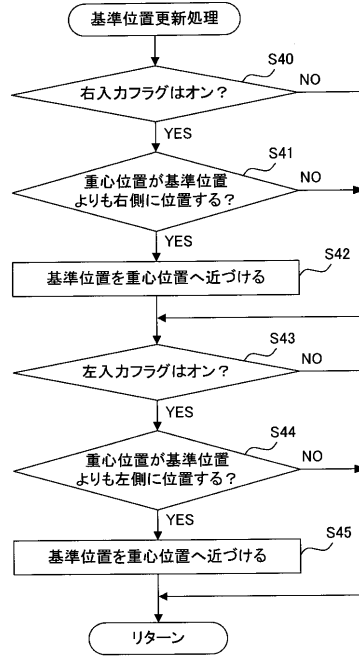 基準位置更新処理
S40
右入力フラグはオン？
NO
YES
S41
重心位置が基準位置
よりも右側に位置する？
NO
YES
S42
基準位置を重心位置へ近づける
S43
左入力フラグはオン？
NO
YES
S44
重心位置が基準位置
よりも左側に位置する？
NO
YES
S45
基準位置を重心位置へ近づける
リターン